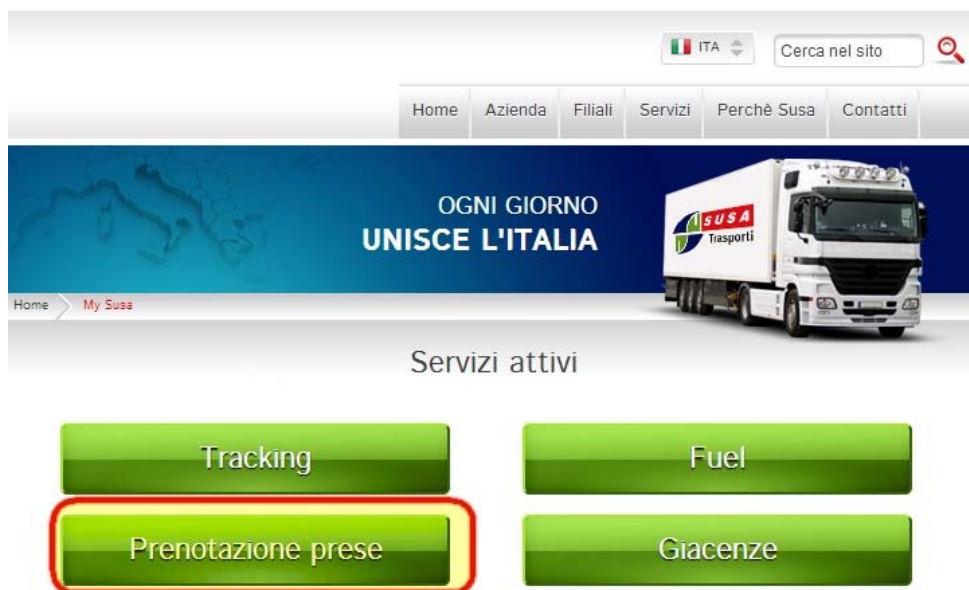 ITA
Cerca nel sito
Home Azienda Filiali Servizi Perchè Susa Contatti
OGNI GIORNO
UNISCE L'ITALIA
SUSA
Trasporti
Home My Susa
Servizi attivi
Tracking
Fuel
Prenotazione prese
Giacenze